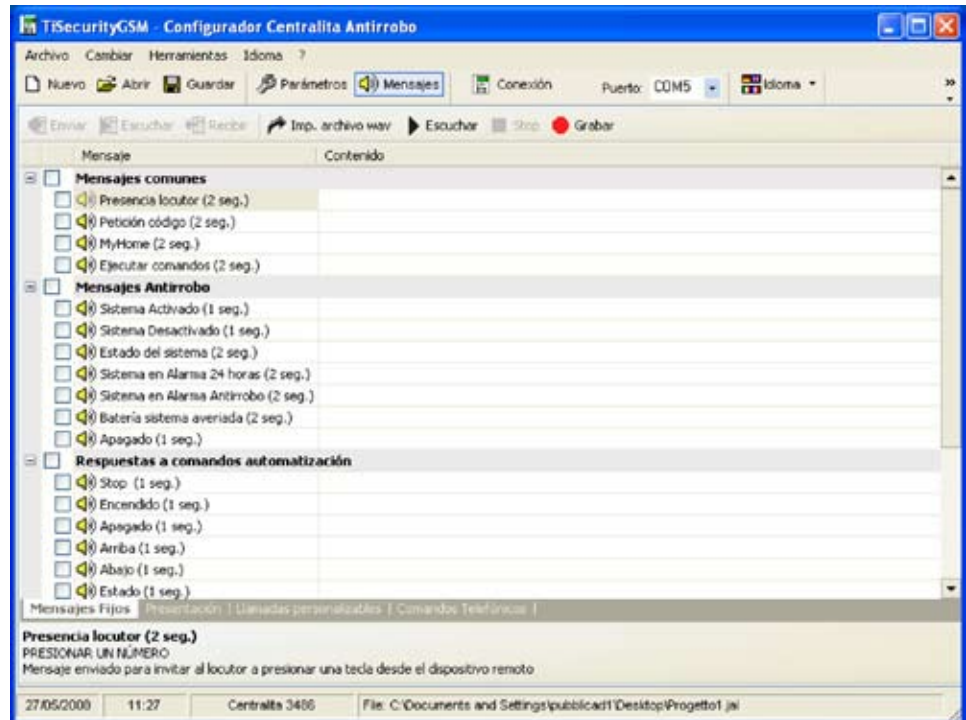 TiSecurityGSM - Configurador Centralita Antirrobo
Archivo Cambiar Herramientas Idioma ?
Nuevo Abrir Guardar Parámetros Mensajes Conexión Puerto: COM5 Idioma
Enviar Escuchar Recibir Imp. archivo wav Escuchar Stop Grabar
Mensaje Contenido
Mensajes comunes
Presencia locutor (2 seg.)
Petición código (2 seg.)
MyHome (2 seg.)
Ejecutar comandos (2 seg.)
Mensajes Antirrobo
Sistema Activado (1 seg.)
Sistema Desactivado (1 seg.)
Estado del sistema (2 seg.)
Sistema en Alarma 24 horas (2 seg.)
Sistema en Alarma Antirrobo (2 seg.)
Batería sistema averiada (2 seg.)
Apagado (1 seg.)
Respuestas a comandos automatización
Stop (1 seg.)
Encendido (1 seg.)
Apagado (1 seg.)
Arriba (1 seg.)
Abajo (1 seg.)
Estado (1 seg.)
Mensajes Fijos Presentación | Llamadas personalizables | Comandos Telefónicos |
Presencia locutor (2 seg.)
PRESIONAR UN NÚMERO
Mensaje enviado para invitar al locutor a presionar una tecla desde el dispositivo remoto
27/05/2008 11:27 Centralita 3486 File: C:\Documents and Settings\pubblicad1\Desktop\Progetto1.jai